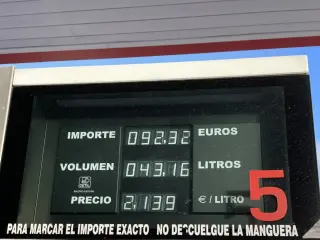 IMPORTE 092.32 EUROS
VOLUMEN 043.16 LITROS
PRECIO 2.139 €/LITRO
5
PARA MARCAR EL IMPORTE EXACTO NO DESCUELGUE LA MANGUERA